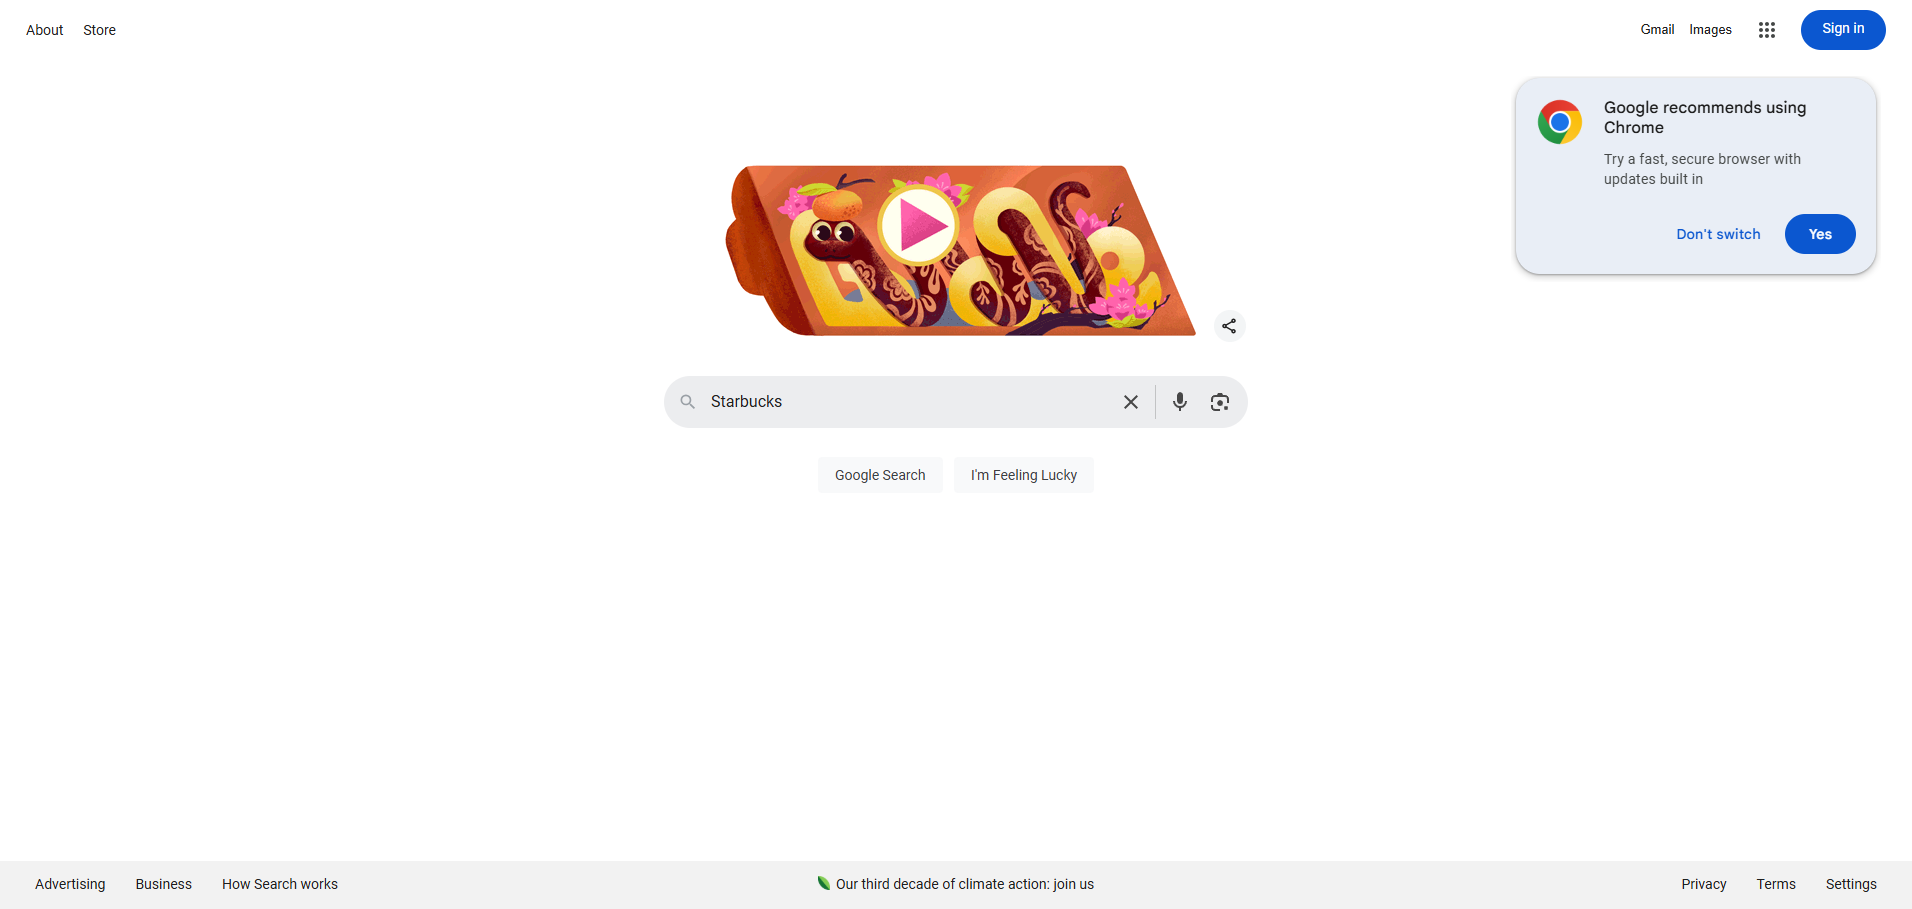 About Store
Gmail Images Sign in
Google recommends using
Chrome
Try a fast, secure browser with
updates built in
Don't switch Yes
Starbucks
Google Search I'm Feeling Lucky
Advertising Business How Search works
Our third decade of climate action: join us
Privacy Terms Settings